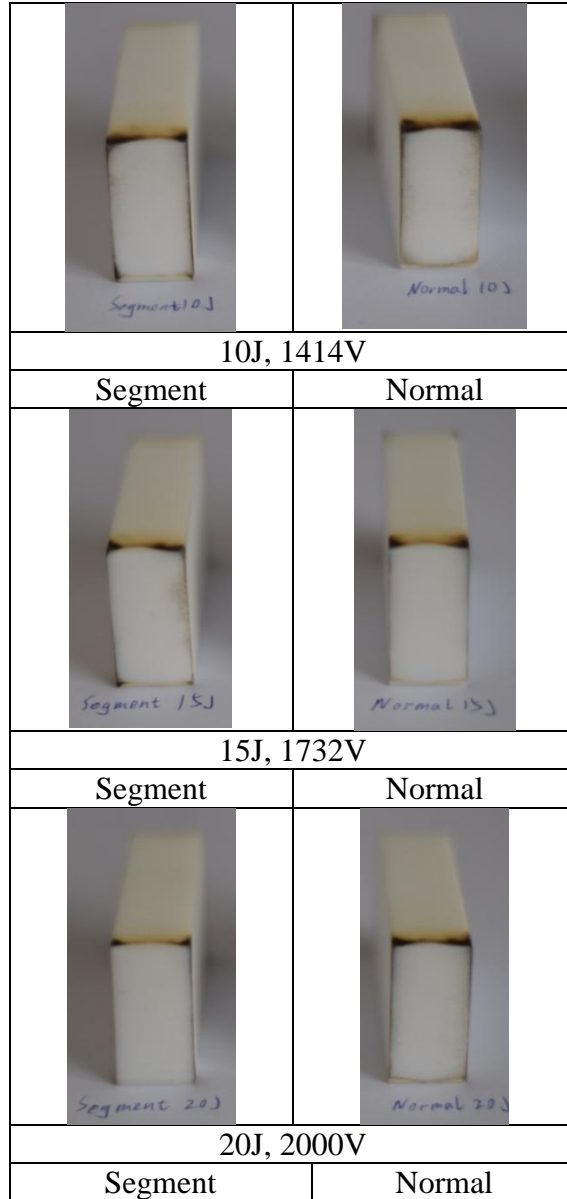 Segment 10J
Normal 10J
10J, 1414V
Segment
Normal
Segment 15J
Normal 15J
15J, 1732V
Segment
Normal
Segment 20J
Normal 20J
20J, 2000V
Segment
Normal